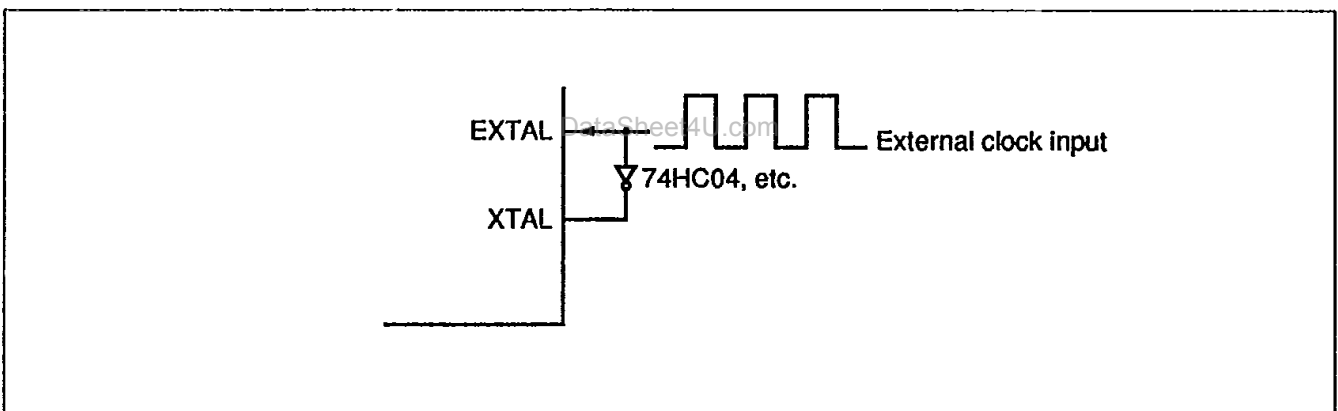 EXTAL
DataSheet4U.com
External clock input
74HC04, etc.
XTAL